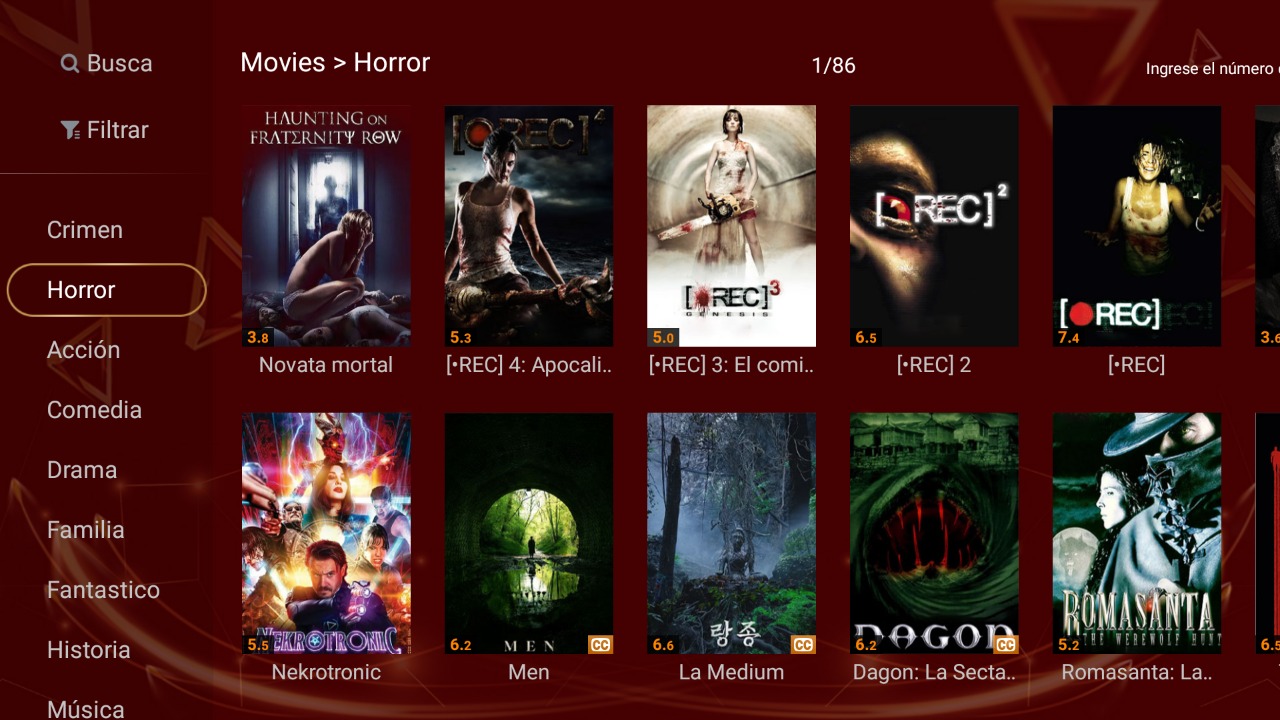 Busca
Filtrar
Crimen
Horror
Acción
Comedia
Drama
Familia
Fantastico
Historia
Música
Movies > Horror
1/86
Ingrese el número
HAUNTING ON
FRATERNITY ROW
3.8
Novata mortal
[REC]4
5.3
[•REC] 4: Apocali..
[REC]3
GENESIS
5.0
[•REC] 3: El comi..
[REC]2
6.5
[•REC] 2
[REC]
7.4
[•REC]
3.6
NEKROTRONIC
5.5
Nekrotronic
MEN
6.2
CC
Men
랑종
6.6
CC
La Medium
DAGON
6.2
CC
Dagon: La Secta..
ROMASANTA
THE WEREWOLF HUNT
5.2
Romasanta: La..
6.5